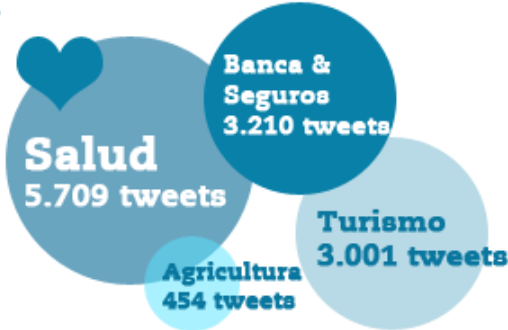 Banca &
Seguros
3.210 tweets
Salud
5.709 tweets
Turismo
3.001 tweets
Agricultura
454 tweets